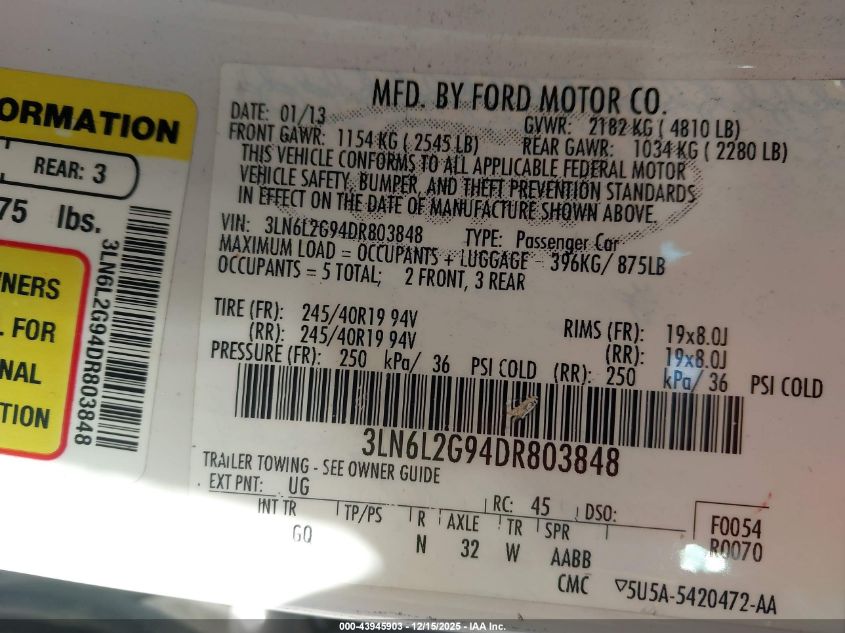 ORMATION
REAR: 3
75 lbs.
WNERS
L FOR
NAL
TION
3LN6L2G94DR803848
MFD. BY FORD MOTOR CO.
DATE: 01/13 GVWR: 2182 KG ( 4810 LB)
FRONT GAWR: 1154 KG ( 2545 LB) REAR GAWR: 1034 KG ( 2280 LB)
THIS VEHICLE CONFORMS TO ALL APPLICABLE FEDERAL MOTOR
VEHICLE SAFETY, BUMPER, AND THEFT PREVENTION STANDARDS
IN EFFECT ON THE DATE OF MANUFACTURE SHOWN ABOVE.
VIN: 3LN6L2G94DR803848 TYPE: Passenger Car
MAXIMUM LOAD = OCCUPANTS + LUGGAGE - 396KG/ 875LB
OCCUPANTS = 5 TOTAL; 2 FRONT, 3 REAR
TIRE (FR): 245/40R19 94V RIMS (FR): 19x8.0J
(RR): 245/40R19 94V (RR): 19x8.0J
PRESSURE (FR): 250 kPa/ 36 PSI COLD (RR): 250 kPa/ 36 PSI COLD
3LN6L2G94DR803848
TRAILER TOWING - SEE OWNER GUIDE
EXT PNT: UG RC: 45 DSO:
INT TR TP/PS R AXLE TR SPR F0054
GQ N 32 W AABB R0070
CMC ▽5U5A-5420472-AA
000-43945903 - 12/15/2025 - IAA Inc.